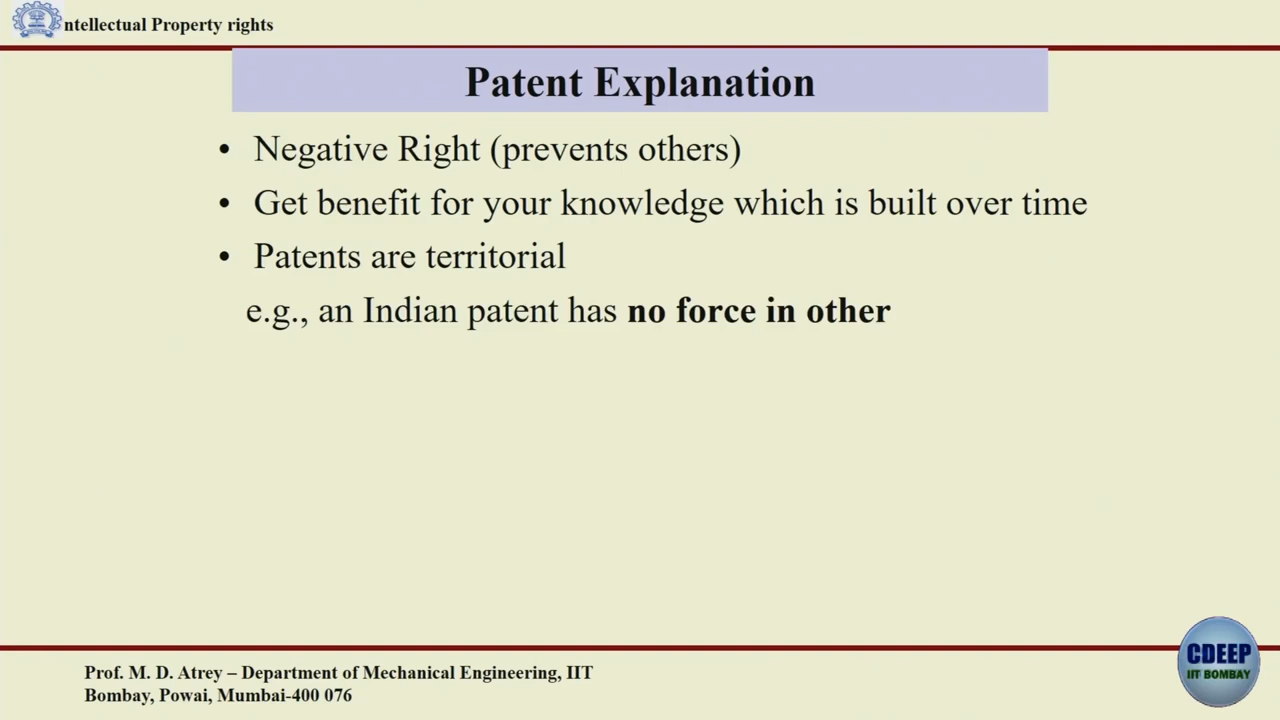 ntellectual Property rights
Patent Explanation
• Negative Right (prevents others)
• Get benefit for your knowledge which is built over time
• Patents are territorial
e.g., an Indian patent has no force in other
Prof. M. D. Atrey – Department of Mechanical Engineering, IIT
Bombay, Powai, Mumbai-400 076
CDEEP
IIT BOMBAY